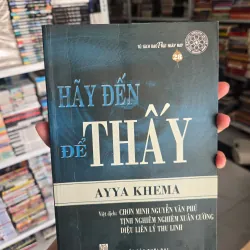 28
HÃY ĐẾN
ĐỂ
THẤY
AYYA KHEMA
Việt dịch: CHƠN MINH NGUYỄN VĂN PHÚ
TỊNH NGHIÊM NGHIÊM XUÂN CƯỜNG
DIỆU LIÊN LÝ THU LINH